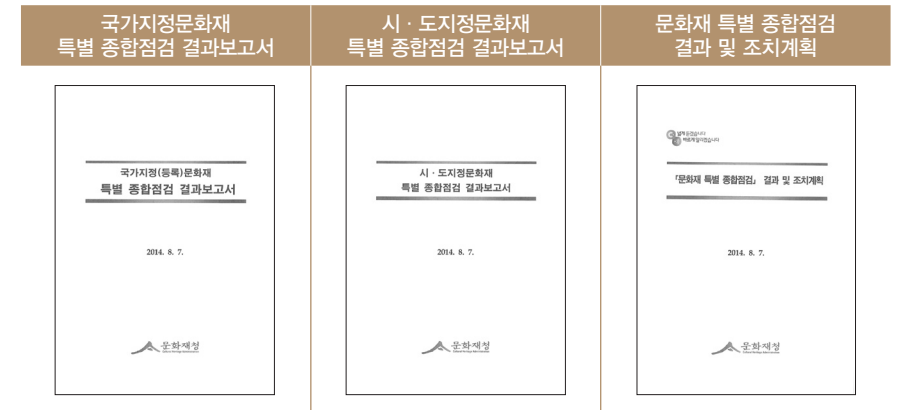 국가지정문화재
특별 종합점검 결과보고서
시 · 도지정문화재
특별 종합점검 결과보고서
문화재 특별 종합점검
결과 및 조치계획
국가지정(등록)문화재
특별 종합점검 결과보고서
2014. 8. 7.
문화재청
시 · 도지정문화재
특별 종합점검 결과보고서
2014. 8. 7.
문화재청
「문화재 특별 종합점검」 결과 및 조치계획
2014. 8. 7.
문화재청